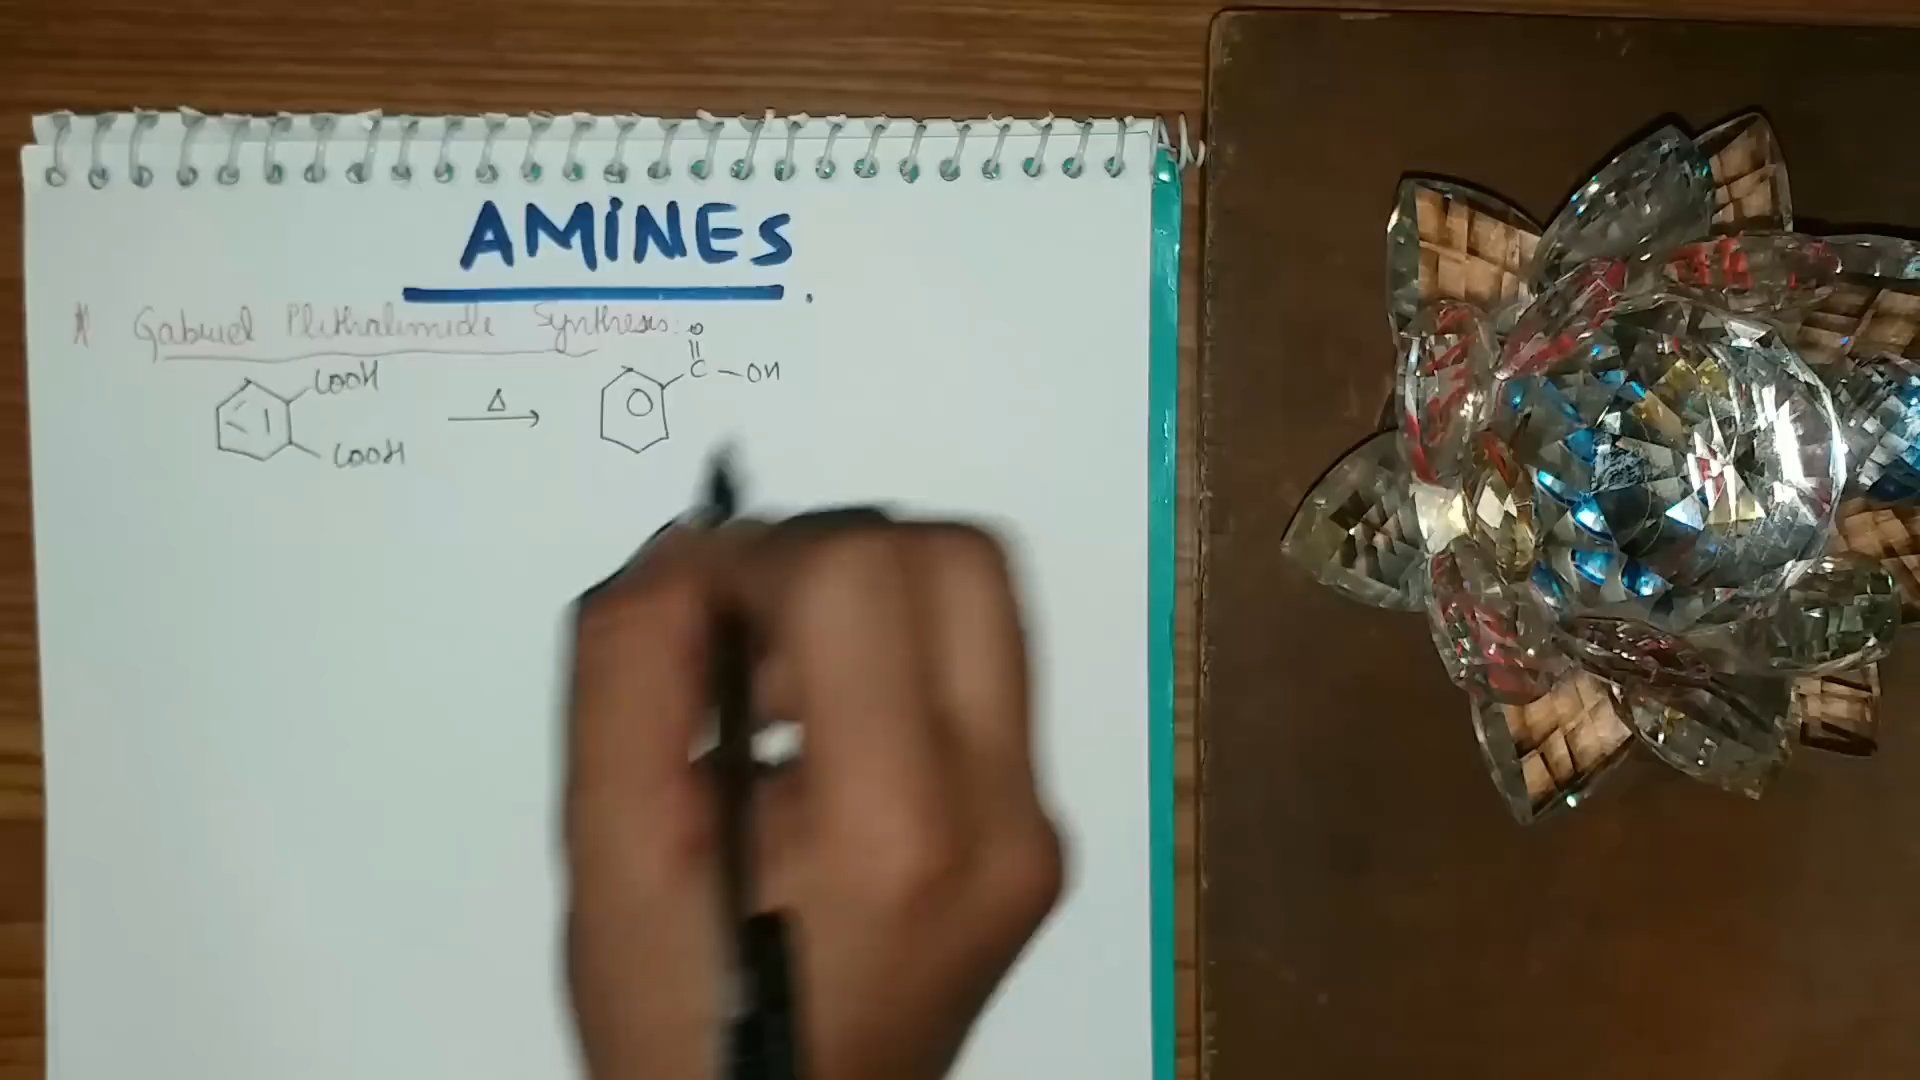 AMINES
* Gabriel Phthalimide Synthesis:
O
COOH Δ C-OH
COOH